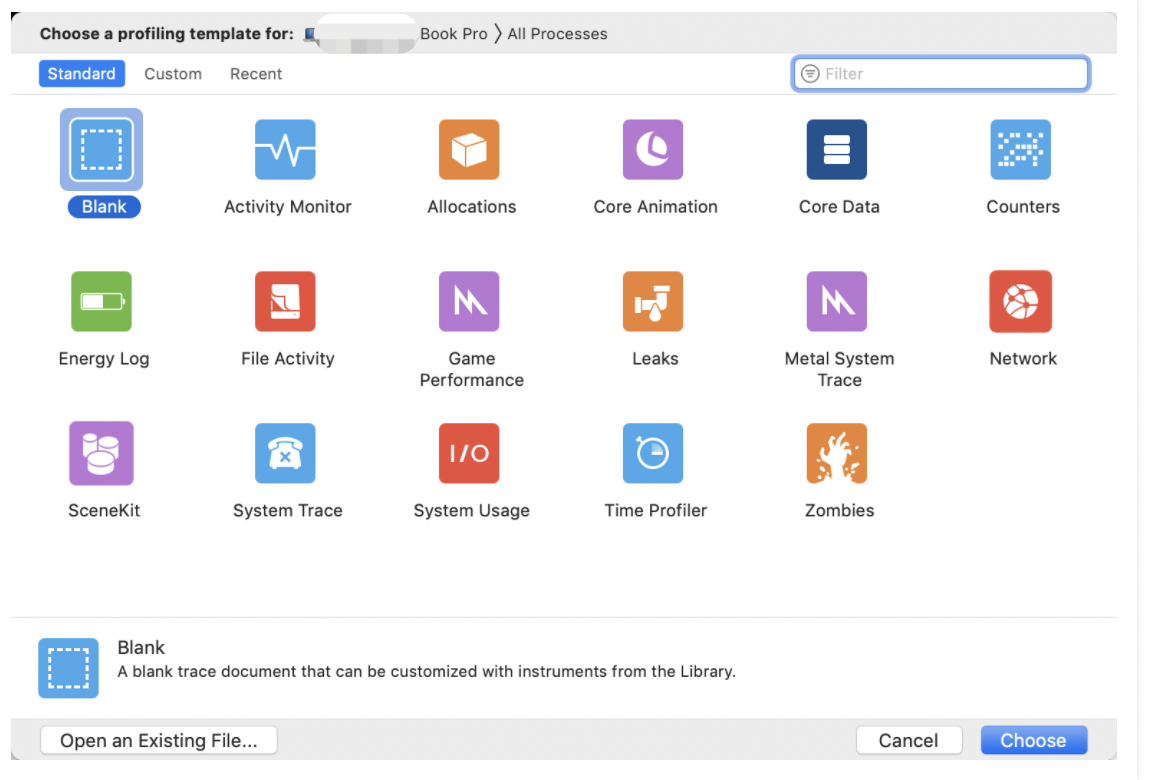 Choose a profiling template for: Book Pro 〉 All Processes
Standard Custom Recent Filter
Blank Activity Monitor Allocations Core Animation Core Data Counters
Energy Log File Activity Game Performance Leaks Metal System Trace Network
SceneKit System Trace I/O System Usage Time Profiler Zombies
Blank
A blank trace document that can be customized with instruments from the Library.
Open an Existing File... Cancel Choose